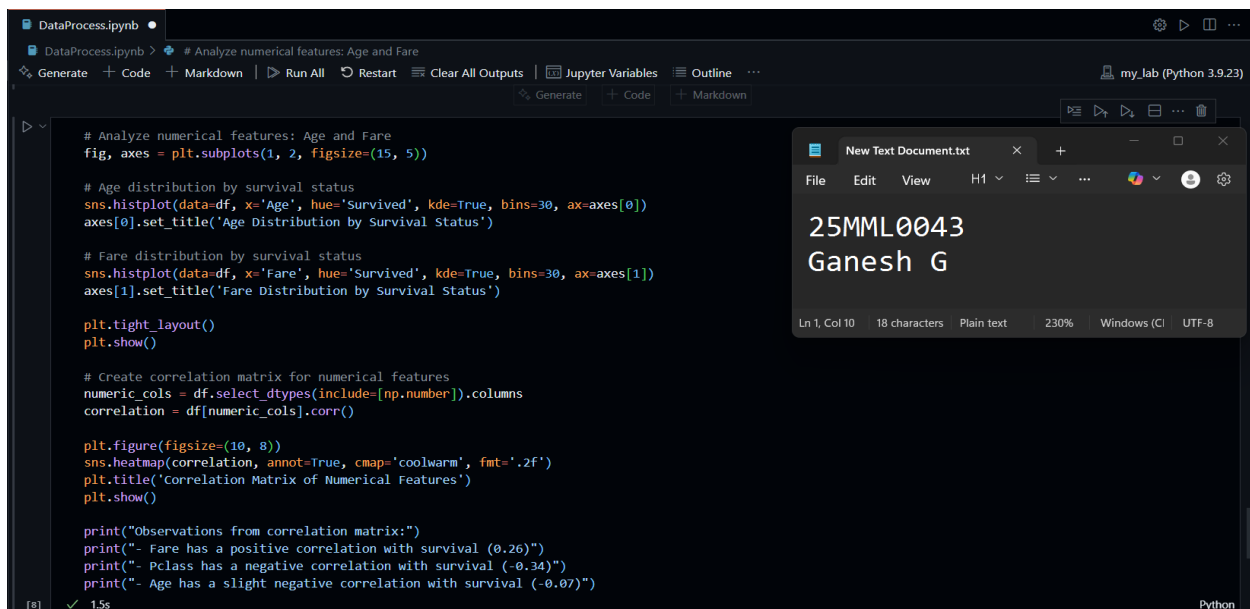 DataProcess.ipynb
DataProcess.ipynb > # Analyze numerical features: Age and Fare
Generate + Code + Markdown | Run All Restart Clear All Outputs | Jupyter Variables Outline ...
my_lab (Python 3.9.23)
Generate + Code + Markdown
# Analyze numerical features: Age and Fare
fig, axes = plt.subplots(1, 2, figsize=(15, 5))
# Age distribution by survival status
sns.histplot(data=df, x='Age', hue='Survived', kde=True, bins=30, ax=axes[0])
axes[0].set_title('Age Distribution by Survival Status')
# Fare distribution by survival status
sns.histplot(data=df, x='Fare', hue='Survived', kde=True, bins=30, ax=axes[1])
axes[1].set_title('Fare Distribution by Survival Status')
plt.tight_layout()
plt.show()
# Create correlation matrix for numerical features
numeric_cols = df.select_dtypes(include=[np.number]).columns
correlation = df[numeric_cols].corr()
plt.figure(figsize=(10, 8))
sns.heatmap(correlation, annot=True, cmap='coolwarm', fmt='.2f')
plt.title('Correlation Matrix of Numerical Features')
plt.show()
print("Observations from correlation matrix:")
print("- Fare has a positive correlation with survival (0.26)")
print("- Pclass has a negative correlation with survival (-0.34)")
print("- Age has a slight negative correlation with survival (-0.07)")
[8] 1.5s
Python
New Text Document.txt
File Edit View H1 ...
25MML0043
Ganesh G
Ln 1, Col 10 18 characters Plain text 230% Windows (Cl UTF-8